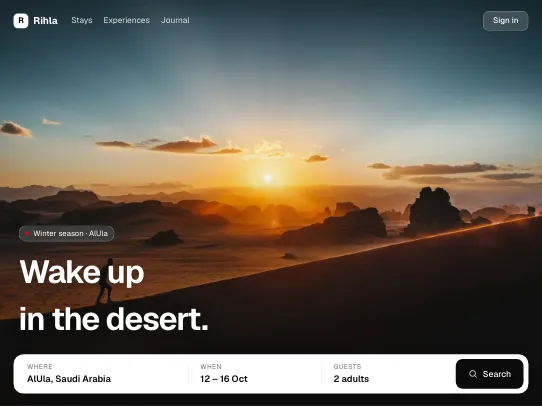 R Rihla Stays Experiences Journal Sign in
Winter season · AlUla
Wake up
in the desert.
WHERE WHEN GUESTS
AlUla, Saudi Arabia 12 – 16 Oct 2 adults Search